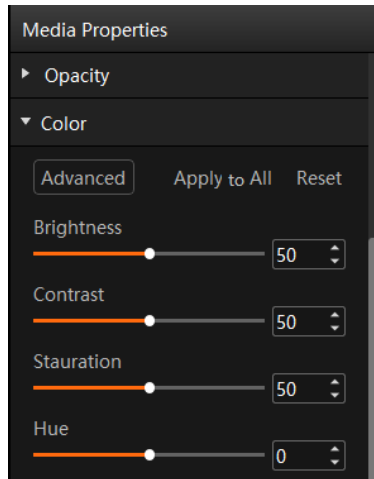 Media Properties
Opacity
Color
Advanced Apply to All Reset
Brightness
50
Contrast
50
Stauration
50
Hue
0